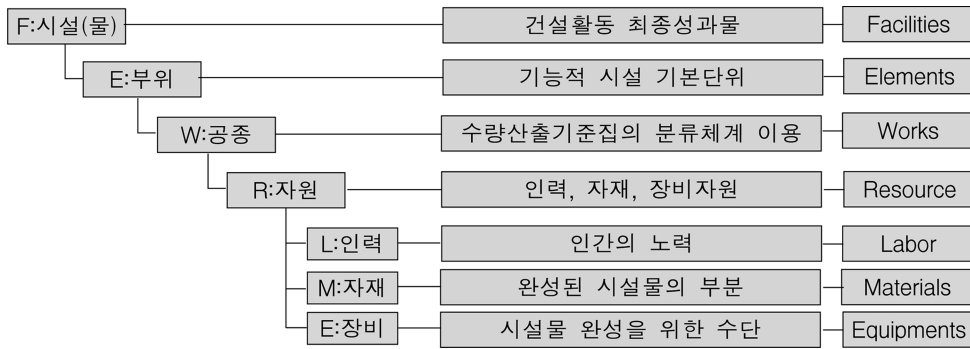 F:시설(물) 건설활동 최종성과물 Facilities
E:부위 기능적 시설 기본단위 Elements
W:공종 수량산출기준집의 분류체계 이용 Works
R:자원 인력, 자재, 장비자원 Resource
L:인력 인간의 노력 Labor
M:자재 완성된 시설물의 부분 Materials
E:장비 시설물 완성을 위한 수단 Equipments